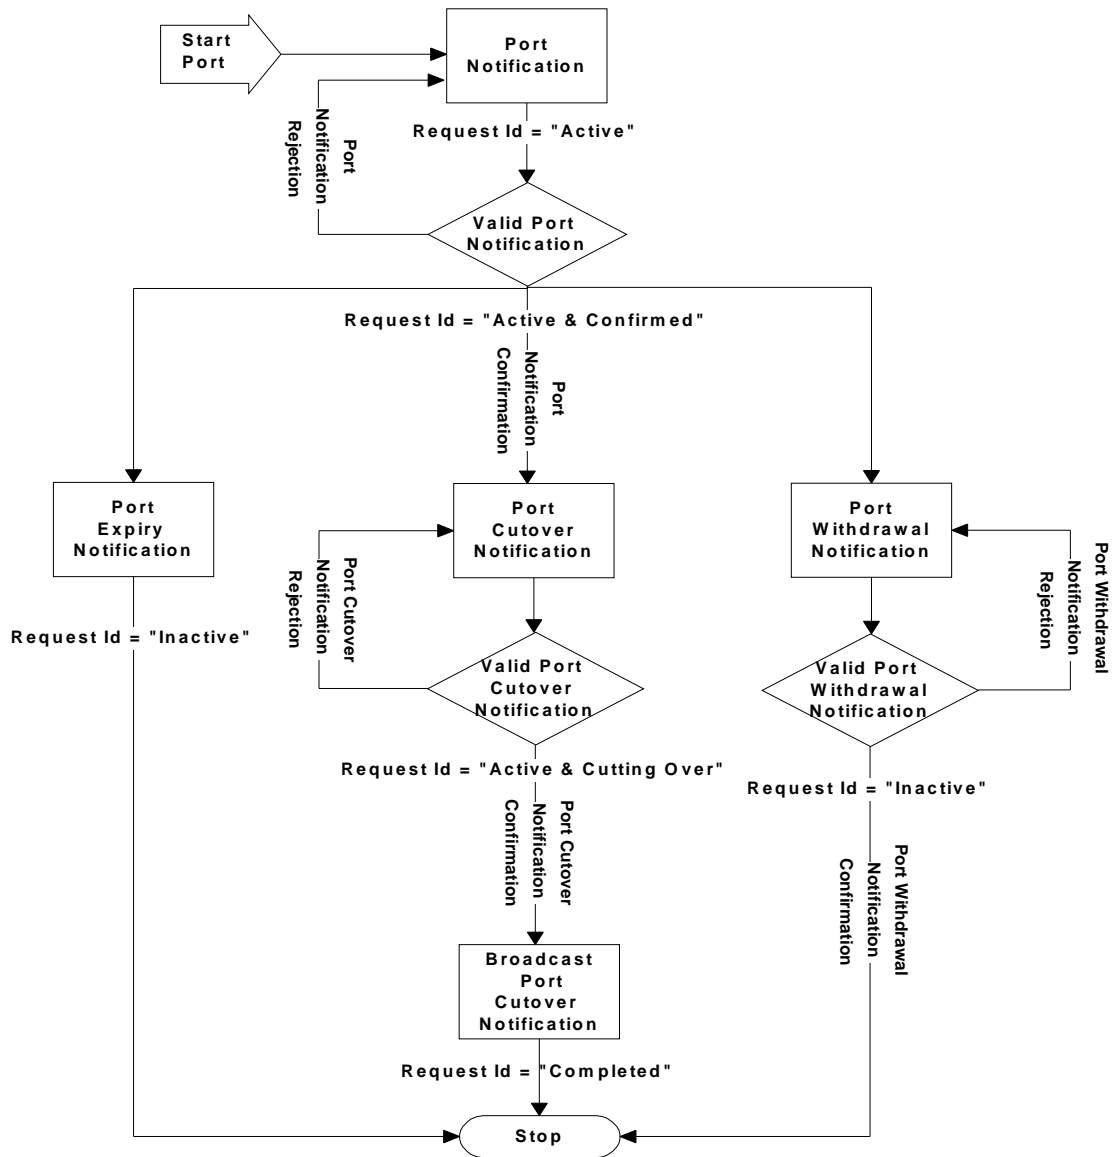 Start
Port
Port
Notification
Port
Notification
Rejection
Request Id = "Active"
Valid Port
Notification
Request Id = "Active & Confirmed"
Port
Notification
Confirmation
Port
Expiry
Notification
Port
Cutover
Notification
Port
Withdrawal
Notification
Port Cutover
Notification
Rejection
Port Withdrawal
Notification
Rejection
Request Id = "Inactive"
Valid Port
Cutover
Notification
Valid Port
Withdrawal
Notification
Request Id = "Active & Cutting Over"
Request Id = "Inactive"
Port Cutover
Notification
Confirmation
Port Withdrawal
Notification
Confirmation
Broadcast
Port
Cutover
Notification
Request Id = "Completed"
Stop